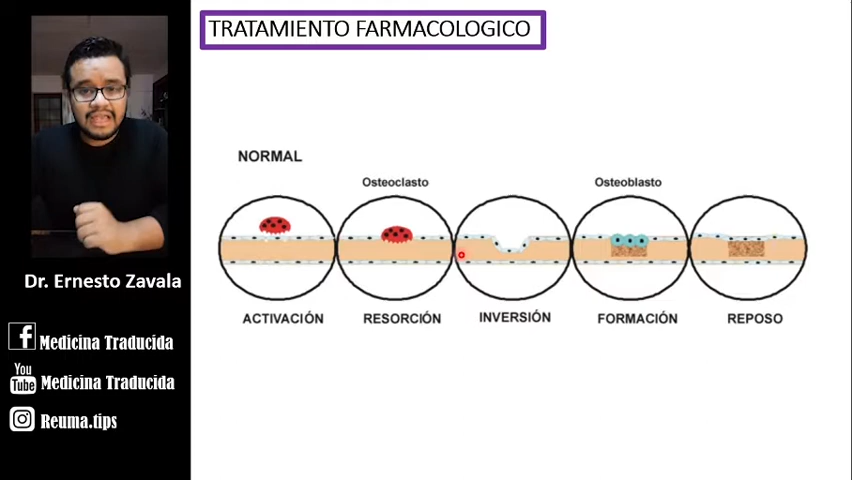 TRATAMIENTO FARMACOLOGICO
NORMAL
Osteoclasto
Osteoblasto
ACTIVACIÓN
RESORCIÓN
INVERSIÓN
FORMACIÓN
REPOSO
Dr. Ernesto Zavala
f Medicina Traducida
You Tube Medicina Traducida
Reuma.tips